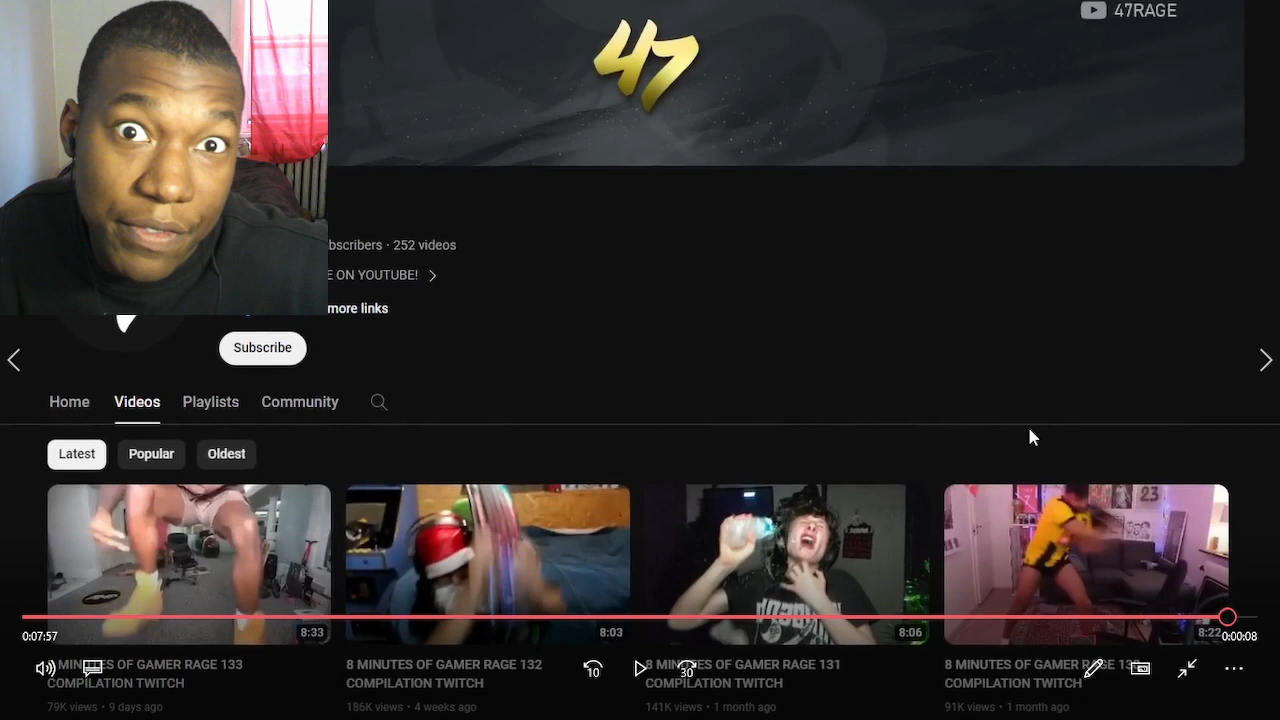 47RAGE
47
bscribers · 252 videos
E ON YOUTUBE!
more links
Subscribe
Home Videos Playlists Community
Latest Popular Oldest
23
8:33 8:03 8:06 8:22
0:07:57 0:00:08
MINUTES OF GAMER RAGE 133
COMPILATION TWITCH
79K views · 9 days ago
8 MINUTES OF GAMER RAGE 132
COMPILATION TWITCH
186K views · 4 weeks ago
8 MINUTES OF GAMER RAGE 131
COMPILATION TWITCH
141K views · 1 month ago
8 MINUTES OF GAMER RAGE
COMPILATION TWITCH
91K views · 1 month ago
10 30